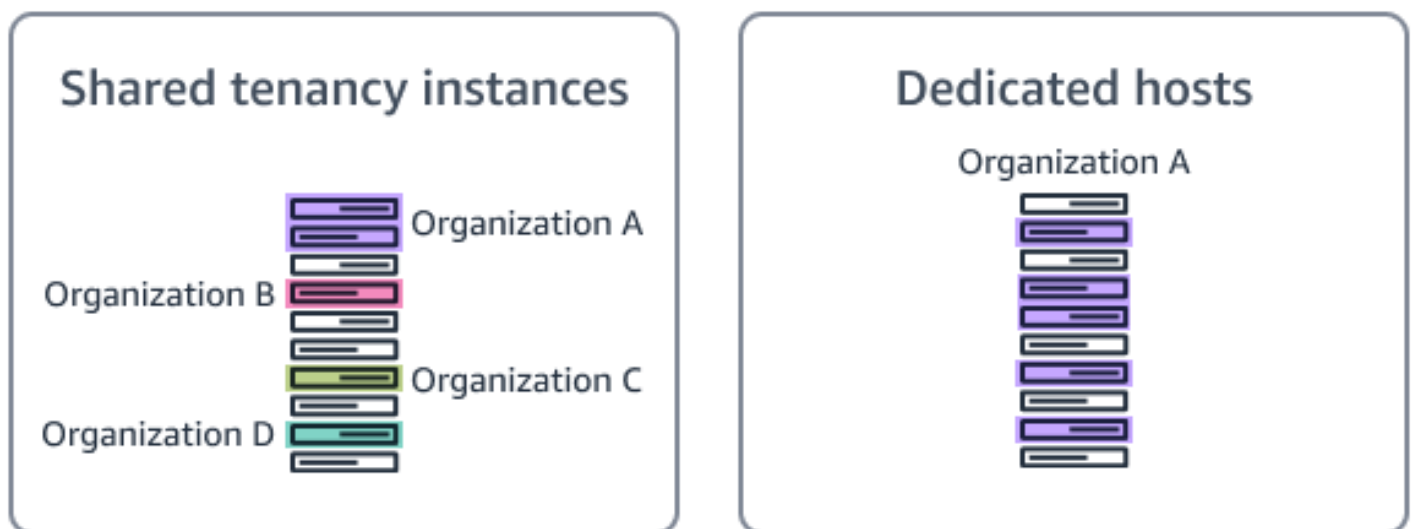 Shared tenancy instances
Organization A
Organization B
Organization C
Organization D
Dedicated hosts
Organization A